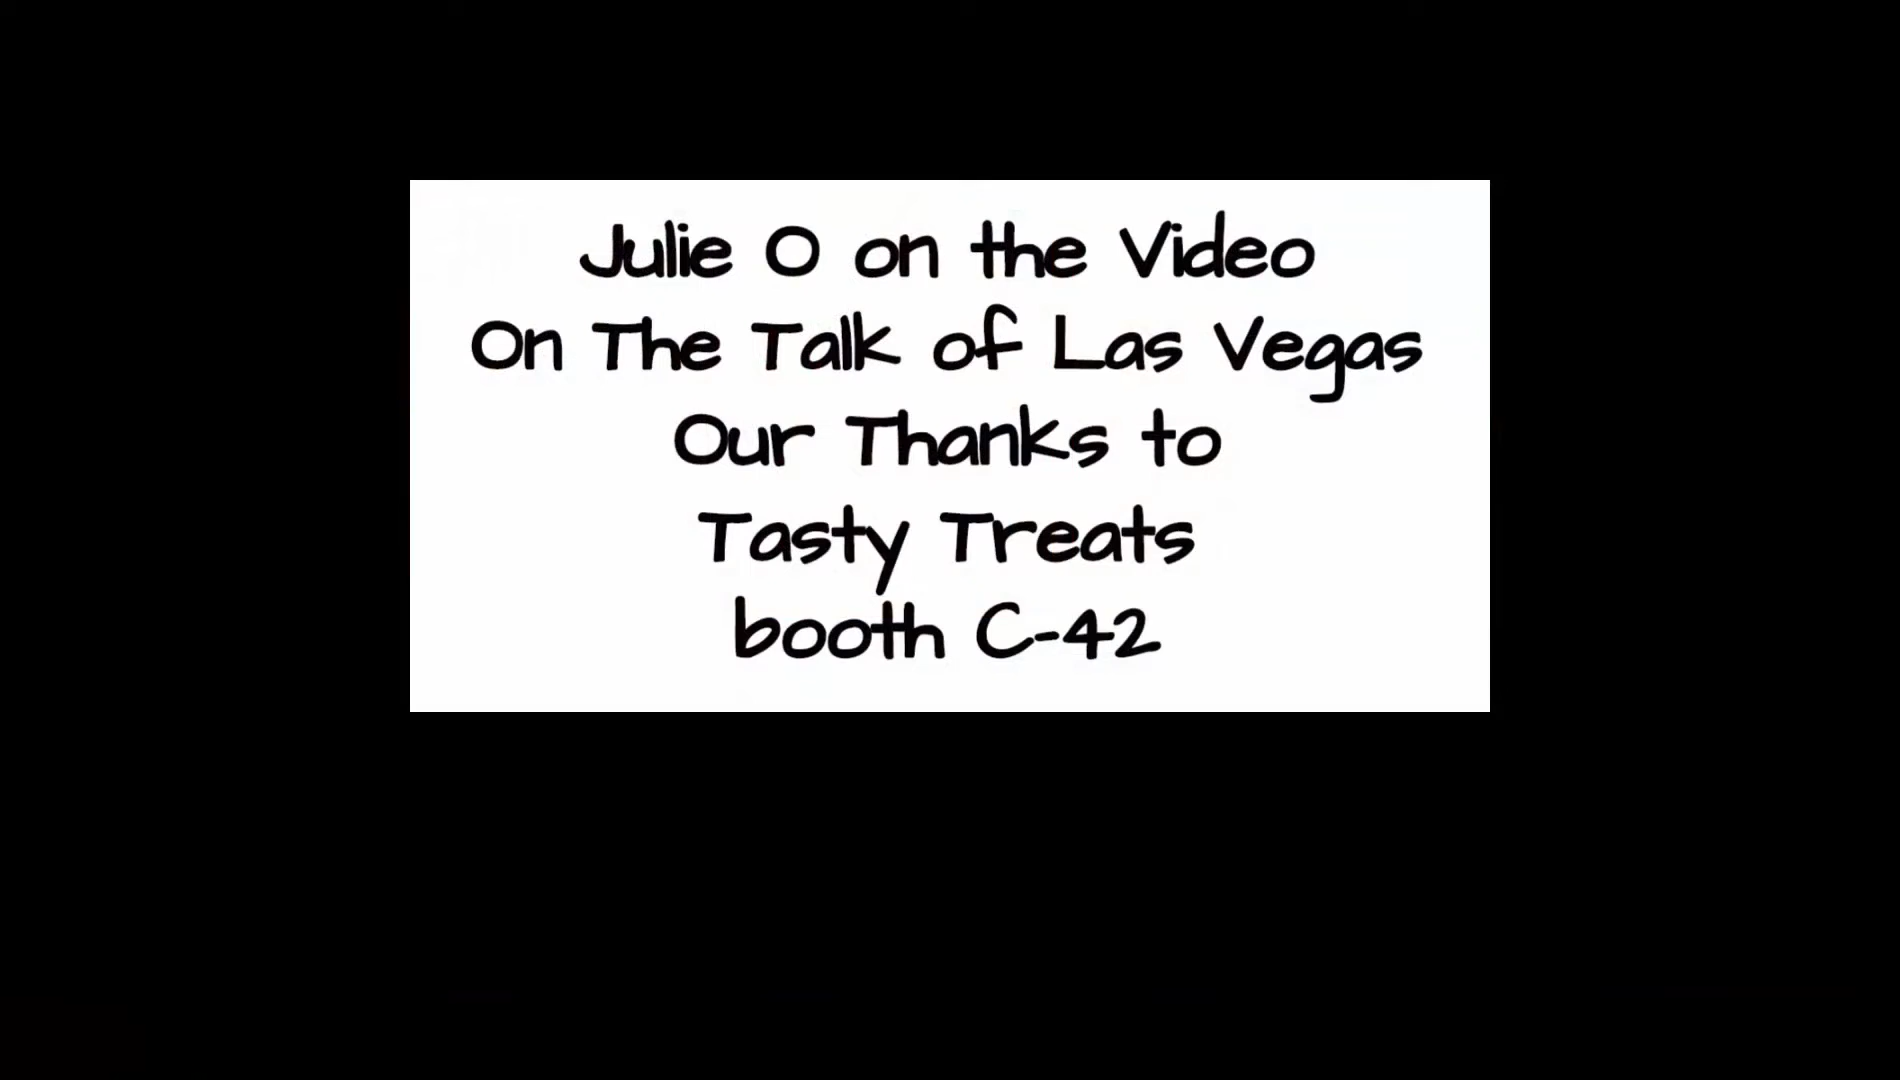 Julie O on the Video
On The Talk of Las Vegas
Our Thanks to
Tasty Treats
booth C-42